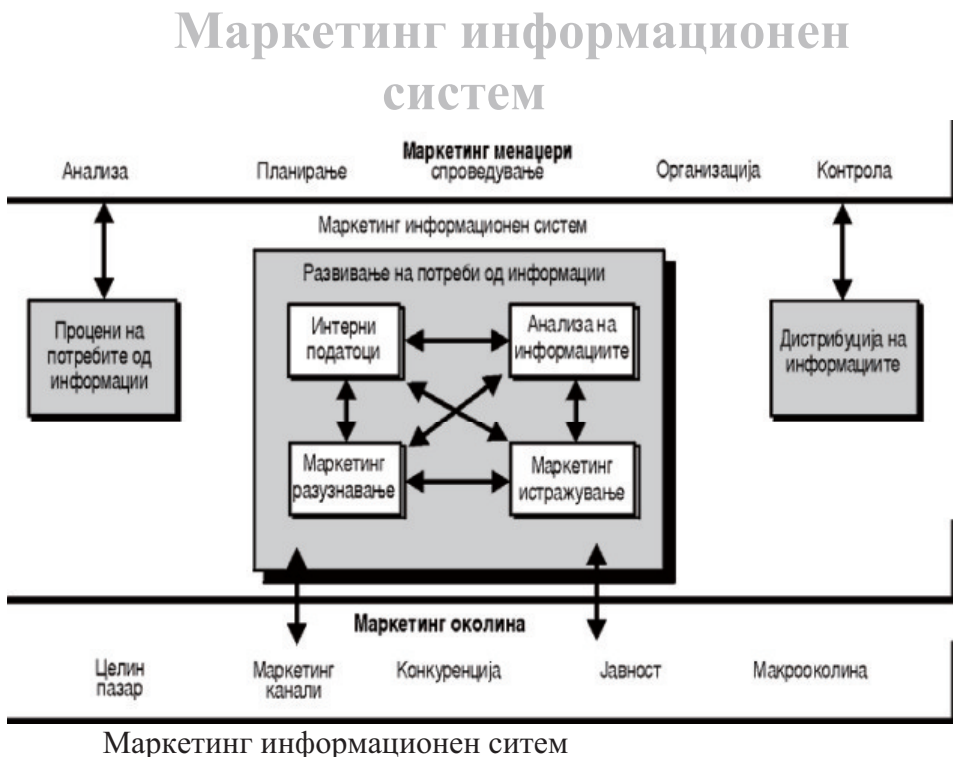 Маркетинг информационен
систем
Маркетинг менаџери
Анализа Планирање спроведување Организација Контрола
Маркетинг информационен систем
Развивање на потреби од информации
Процени на
потребите од
информации
Интерни
податоци
Анализа на
информациите
Маркетинг
разузнавање
Маркетинг
истражување
Дистрибуција на
информациите
Маркетинг околина
Целин
пазар
Маркетинг
канали
Конкуренција
Јавност
Макрооколина
Маркетинг информационен ситем